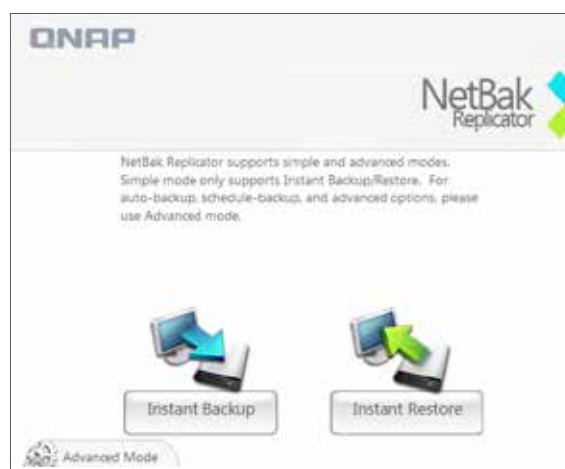 QNAP
NetBak
Replicator
NetBak Replicator supports simple and advanced modes.
Simple mode only supports Instant Backup/Restore. For
auto-backup, schedule-backup, and advanced options, please
use Advanced mode.
Instant Backup
Instant Restore
Advanced Mode